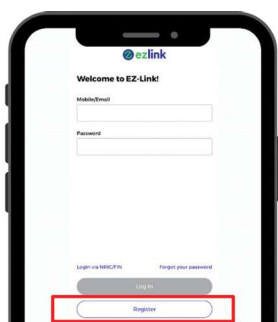 ezlink
Welcome to EZ-Link!
Mobile/Email
Password
Login via NRIC/FIN Forgot your password
Log In
Register